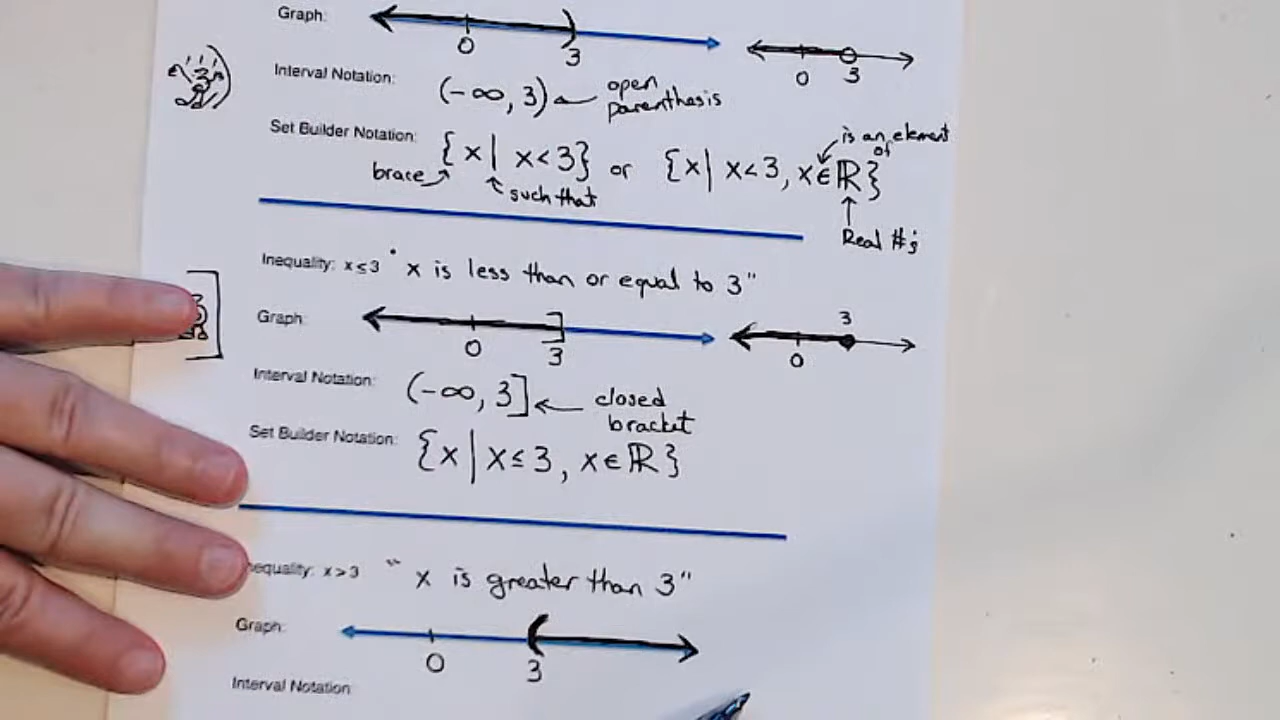 Graph:
0 3
0 3
Interval Notation: (-∞, 3) ← open parenthesis
is an element of
Set Builder Notation: {x | x < 3} or {x | x < 3, x ∈ ℝ}
brace such that
Real #s
Inequality: x ≤ 3 "x is less than or equal to 3"
Graph:
0 3
0 3
Interval Notation: (-∞, 3] ← closed bracket
Set Builder Notation: {x | x ≤ 3, x ∈ ℝ}
equality: x > 3 "x is greater than 3"
Graph:
0 3
Interval Notation